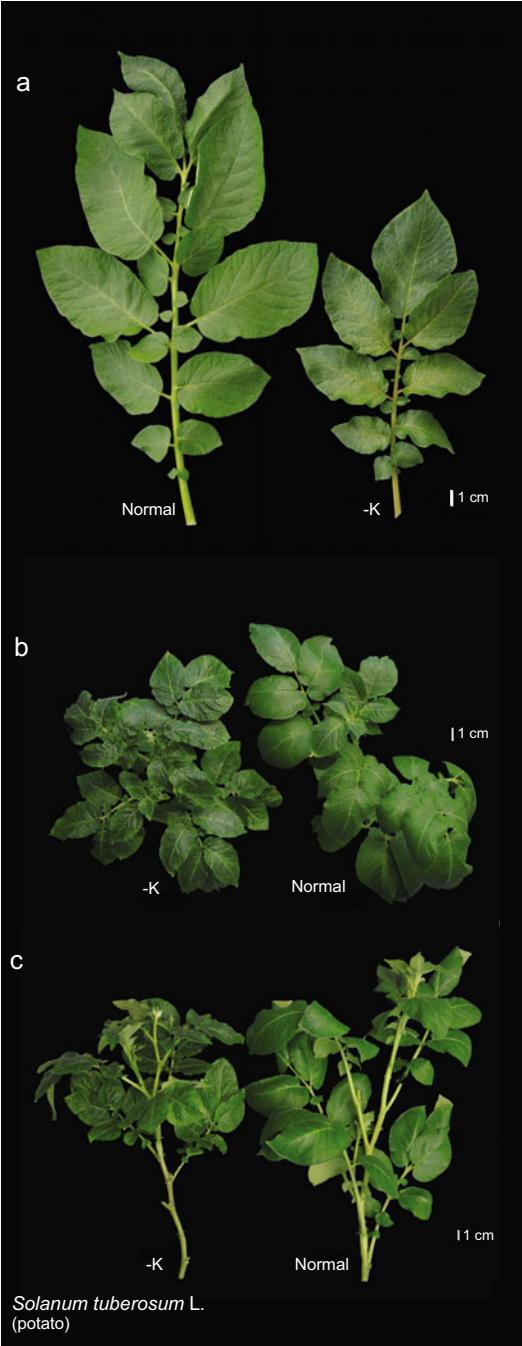 a
Normal
-K
1 cm
b
1 cm
-K
Normal
c
1 cm
-K
Normal
Solanum tuberosum L.
(potato)